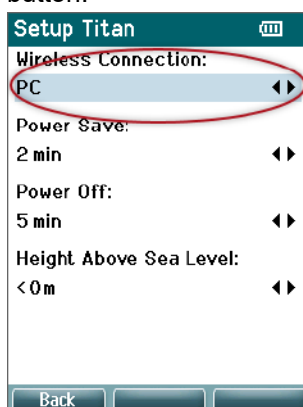 Setup Titan
Wireless Connection:
PC
Power Save:
2 min
Power Off:
5 min
Height Above Sea Level:
<0m
Back